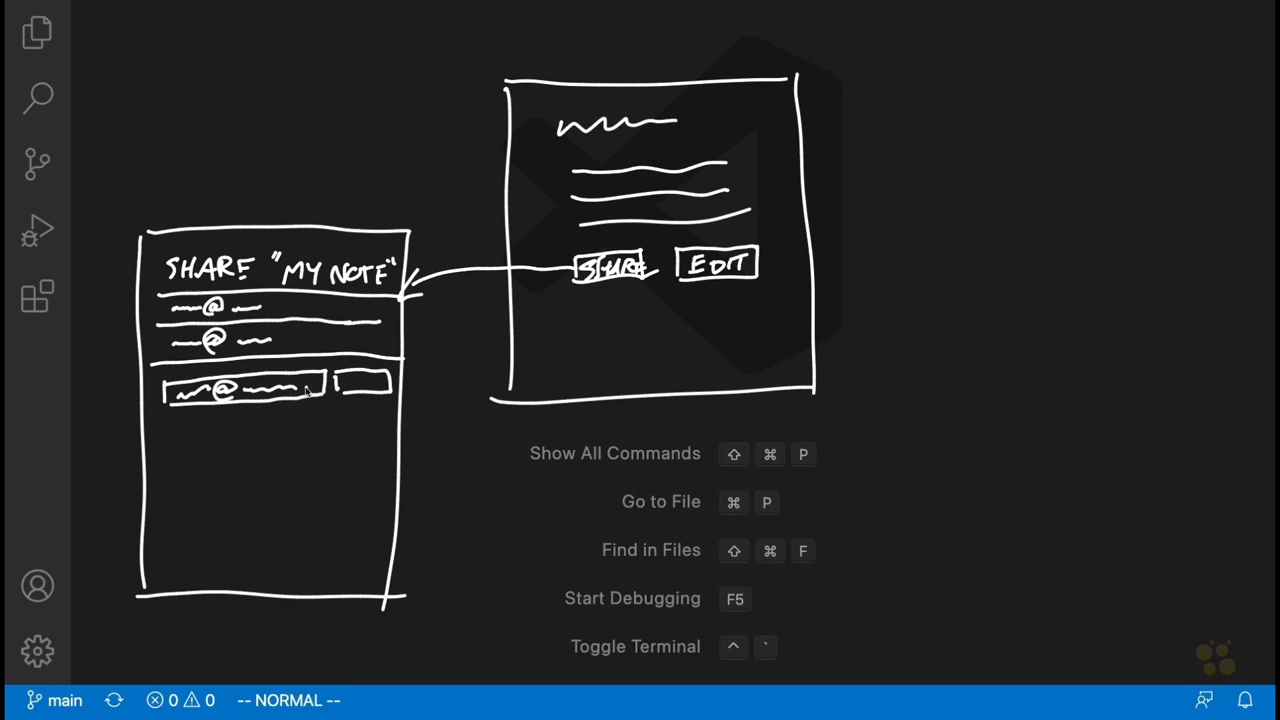 SHARE "MY NOTE"
@
@
@
SHARE EDIT
Show All Commands ⇧ ⌘ P
Go to File ⌘ P
Find in Files ⇧ ⌘ F
Start Debugging F5
Toggle Terminal ^ `
main 0 0 -- NORMAL --